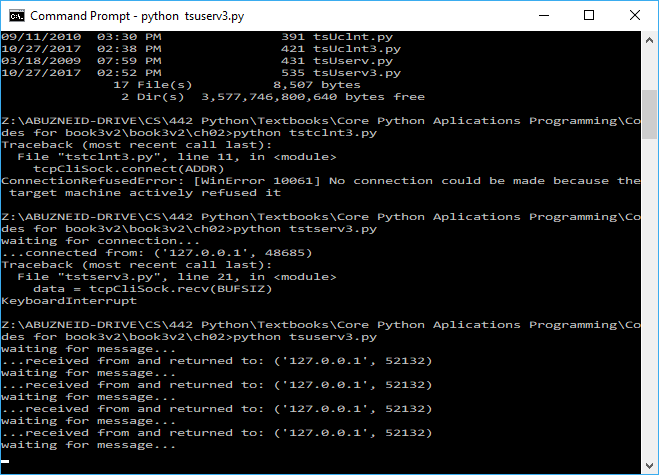 Command Prompt - python  tsuserv3.py
09/11/2010  03:30 PM               391 tsUclnt.py
10/27/2017  02:38 PM               421 tsUclnt3.py
03/18/2009  07:59 PM               431 tsUserv.py
10/27/2017  02:52 PM               535 tsUserv3.py
              17 File(s)          8,507 bytes
               2 Dir(s)  3,577,746,800,640 bytes free
Z:\ABUZNEID-DRIVE\CS\442 Python\Textbooks\Core Python Aplications Programming\Co
des for book3v2\book3v2\ch02>python tstclnt3.py
Traceback (most recent call last):
  File "tstclnt3.py", line 11, in <module>
    tcpCliSock.connect(ADDR)
ConnectionRefusedError: [WinError 10061] No connection could be made because the
 target machine actively refused it
Z:\ABUZNEID-DRIVE\CS\442 Python\Textbooks\Core Python Aplications Programming\Co
des for book3v2\book3v2\ch02>python tstserv3.py
waiting for connection...
...connected from: ('127.0.0.1', 48685)
Traceback (most recent call last):
  File "tstserv3.py", line 21, in <module>
    data = tcpCliSock.recv(BUFSIZ)
KeyboardInterrupt
Z:\ABUZNEID-DRIVE\CS\442 Python\Textbooks\Core Python Aplications Programming\Co
des for book3v2\book3v2\ch02>python tsuserv3.py
waiting for message...
...received from and returned to: ('127.0.0.1', 52132)
waiting for message...
...received from and returned to: ('127.0.0.1', 52132)
waiting for message...
...received from and returned to: ('127.0.0.1', 52132)
waiting for message...
...received from and returned to: ('127.0.0.1', 52132)
waiting for message...